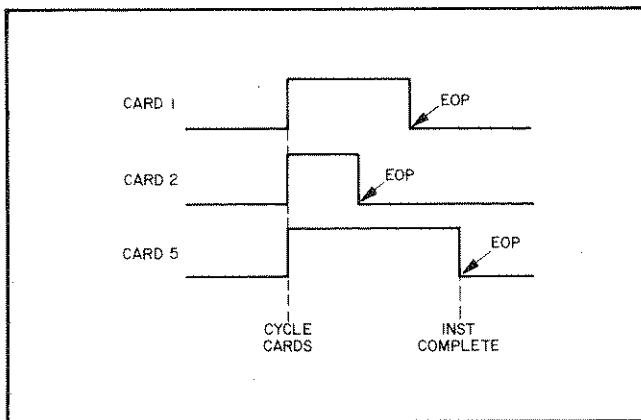 CARD 1
EOP
CARD 2
EOP
CARD 5
EOP
CYCLE
CARDS
INST
COMPLETE